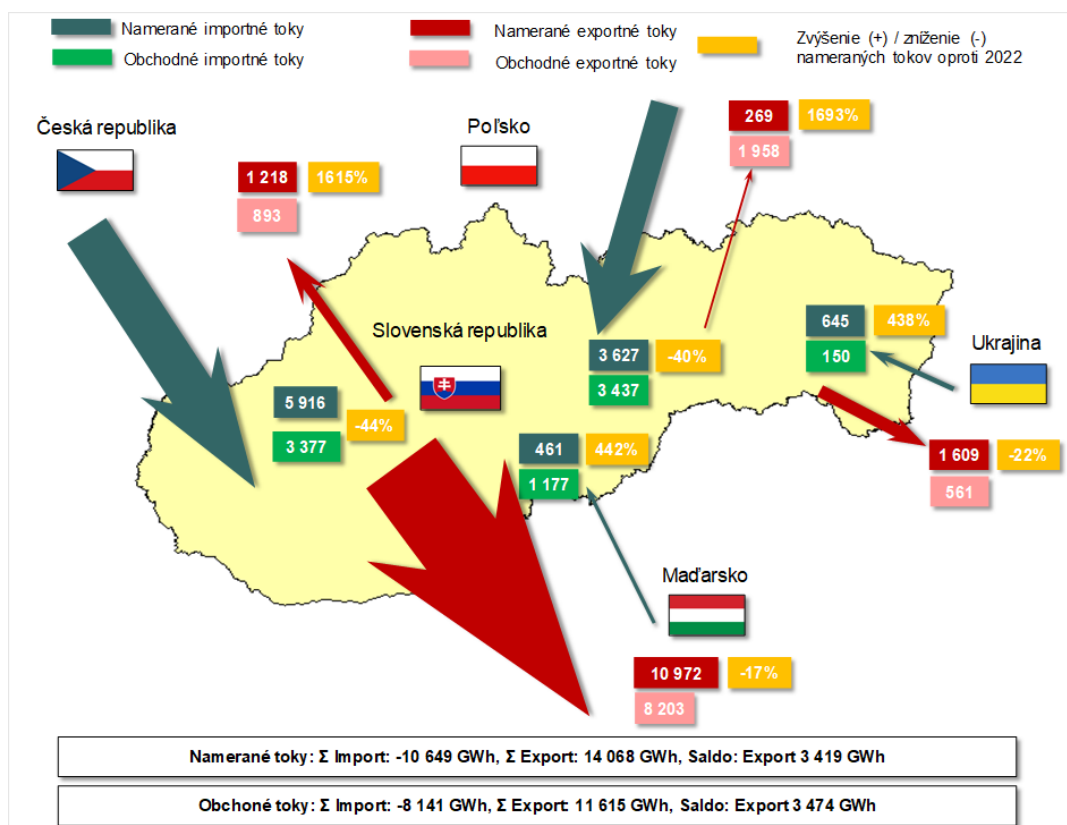 Namerané importné toky
Obchodné importné toky
Namerané exportné toky
Obchodné exportné toky
Zvýšenie (+) / zníženie (-)
nameraných tokov oproti 2022
Česká republika
Poľsko
269 1693%
1 958
1 218 1615%
893
Slovenská republika
645 438%
150
Ukrajina
3 627 -40%
3 437
5 916
-44%
3 377
461 442%
1 177
1 609 -22%
561
Maďarsko
10 972 -17%
8 203
Namerané toky: Σ Import: -10 649 GWh, Σ Export: 14 068 GWh, Saldo: Export 3 419 GWh
Obchoné toky: Σ Import: -8 141 GWh, Σ Export: 11 615 GWh, Saldo: Export 3 474 GWh